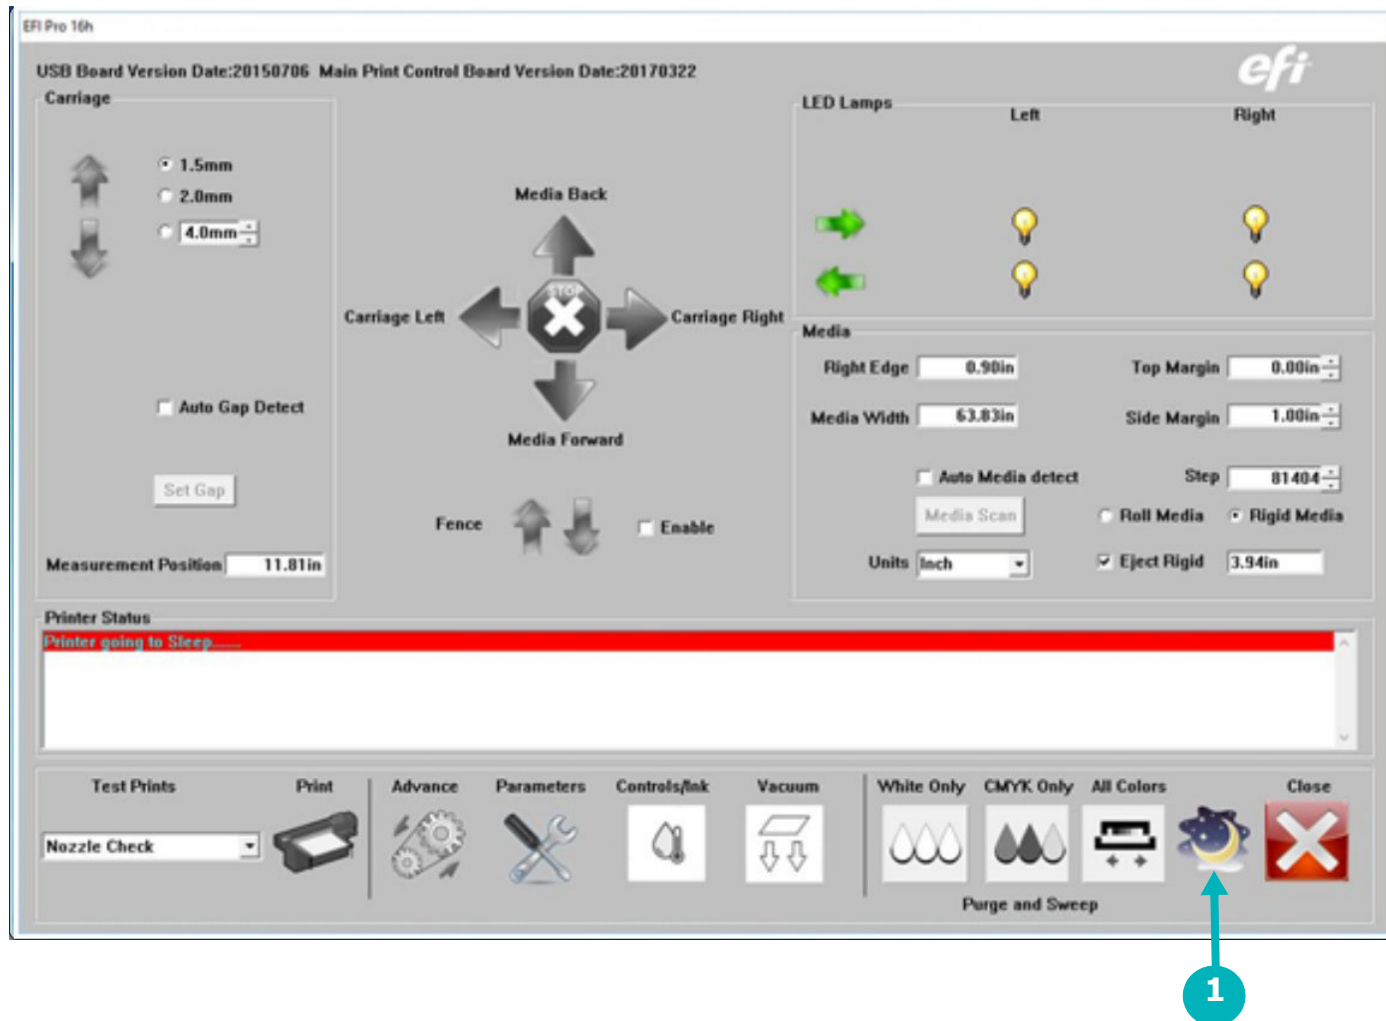 EFI Pro 16h
USB Board Version Date:20150706 Main Print Control Board Version Date:20170322
efi
Carriage
1.5mm
2.0mm
4.0mm
Auto Gap Detect
Set Gap
Measurement Position 11.81in
Media Back
STOP
Carriage Left
Carriage Right
Media Forward
Fence
Enable
LED Lamps
Left Right
Media
Right Edge 0.90in Top Margin 0.00in
Media Width 63.83in Side Margin 1.00in
Auto Media detect Step 81404
Media Scan Roll Media Rigid Media
Units Inch Eject Rigid 3.94in
Printer Status
Printer going to Sleep......
Test Prints Print Advance Parameters Controls/Ink Vacuum White Only CMYK Only All Colors Close
Nozzle Check
Purge and Sweep
1